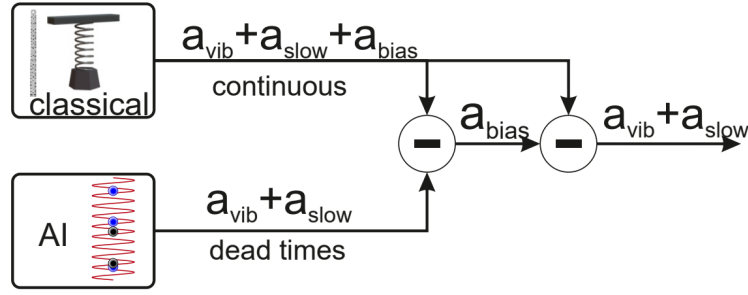 classical
a_vib+a_slow+a_bias
continuous
a_bias
a_vib+a_slow
AI
a_vib+a_slow
dead times